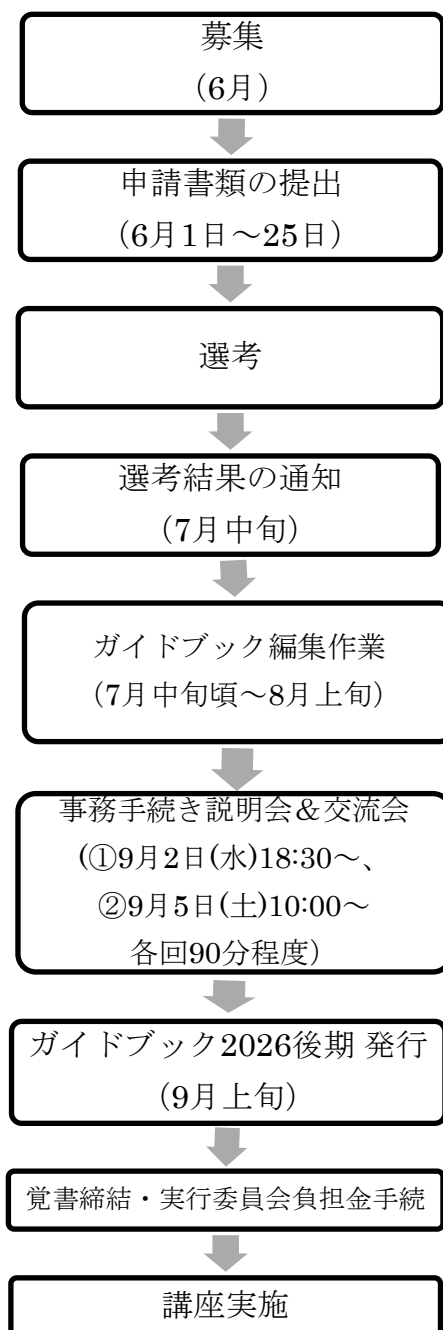 募集
（6月）
申請書類の提出
（6月1日～25日）
選考
選考結果の通知
（7月中旬）
ガイドブック編集作業
（7月中旬頃～8月上旬）
事務手続き説明会＆交流会
(①9月2日(水)18:30～、
②9月5日(土)10:00～
各回90分程度）
ガイドブック2026後期 発行
（9月上旬）
覚書締結・実行委員会負担金手続
講座実施